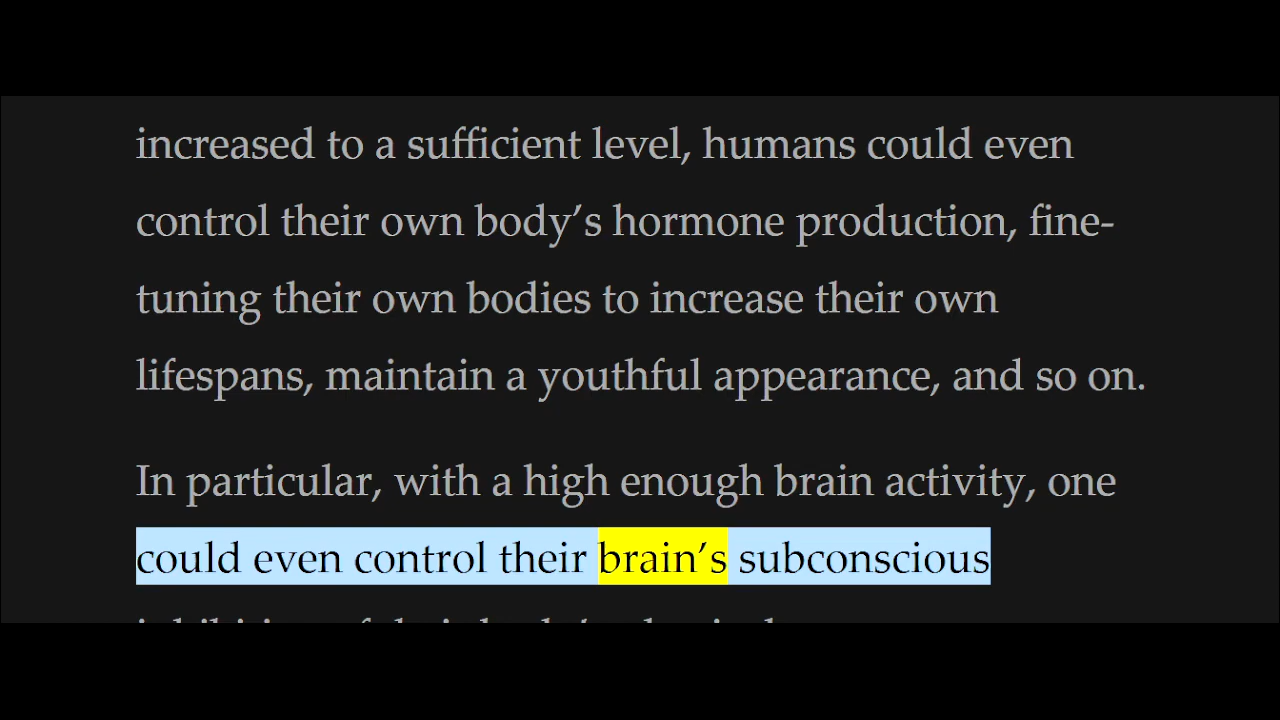 increased to a sufficient level, humans could even
control their own body’s hormone production, fine-
tuning their own bodies to increase their own
lifespans, maintain a youthful appearance, and so on.
In particular, with a high enough brain activity, one
could even control their brain’s subconscious